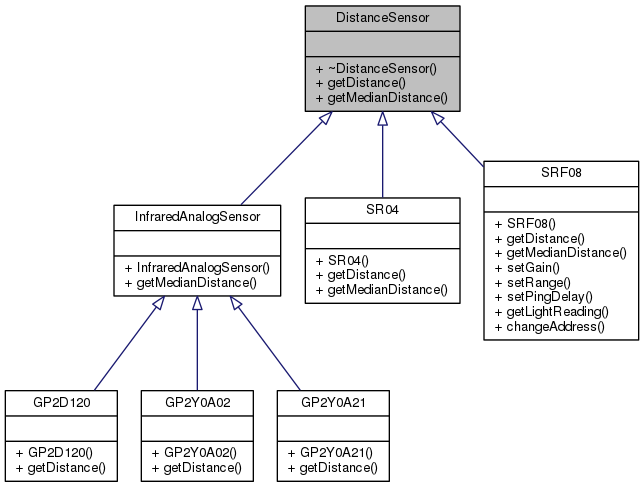 DistanceSensor
+ ~DistanceSensor()
+ getDistance()
+ getMedianDistance()
InfraredAnalogSensor
+ InfraredAnalogSensor()
+ getMedianDistance()
SR04
+ SR04()
+ getDistance()
+ getMedianDistance()
SRF08
+ SRF08()
+ getDistance()
+ getMedianDistance()
+ setGain()
+ setRange()
+ setPingDelay()
+ getLightReading()
+ changeAddress()
GP2D120
+ GP2D120()
+ getDistance()
GP2Y0A02
+ GP2Y0A02()
+ getDistance()
GP2Y0A21
+ GP2Y0A21()
+ getDistance()